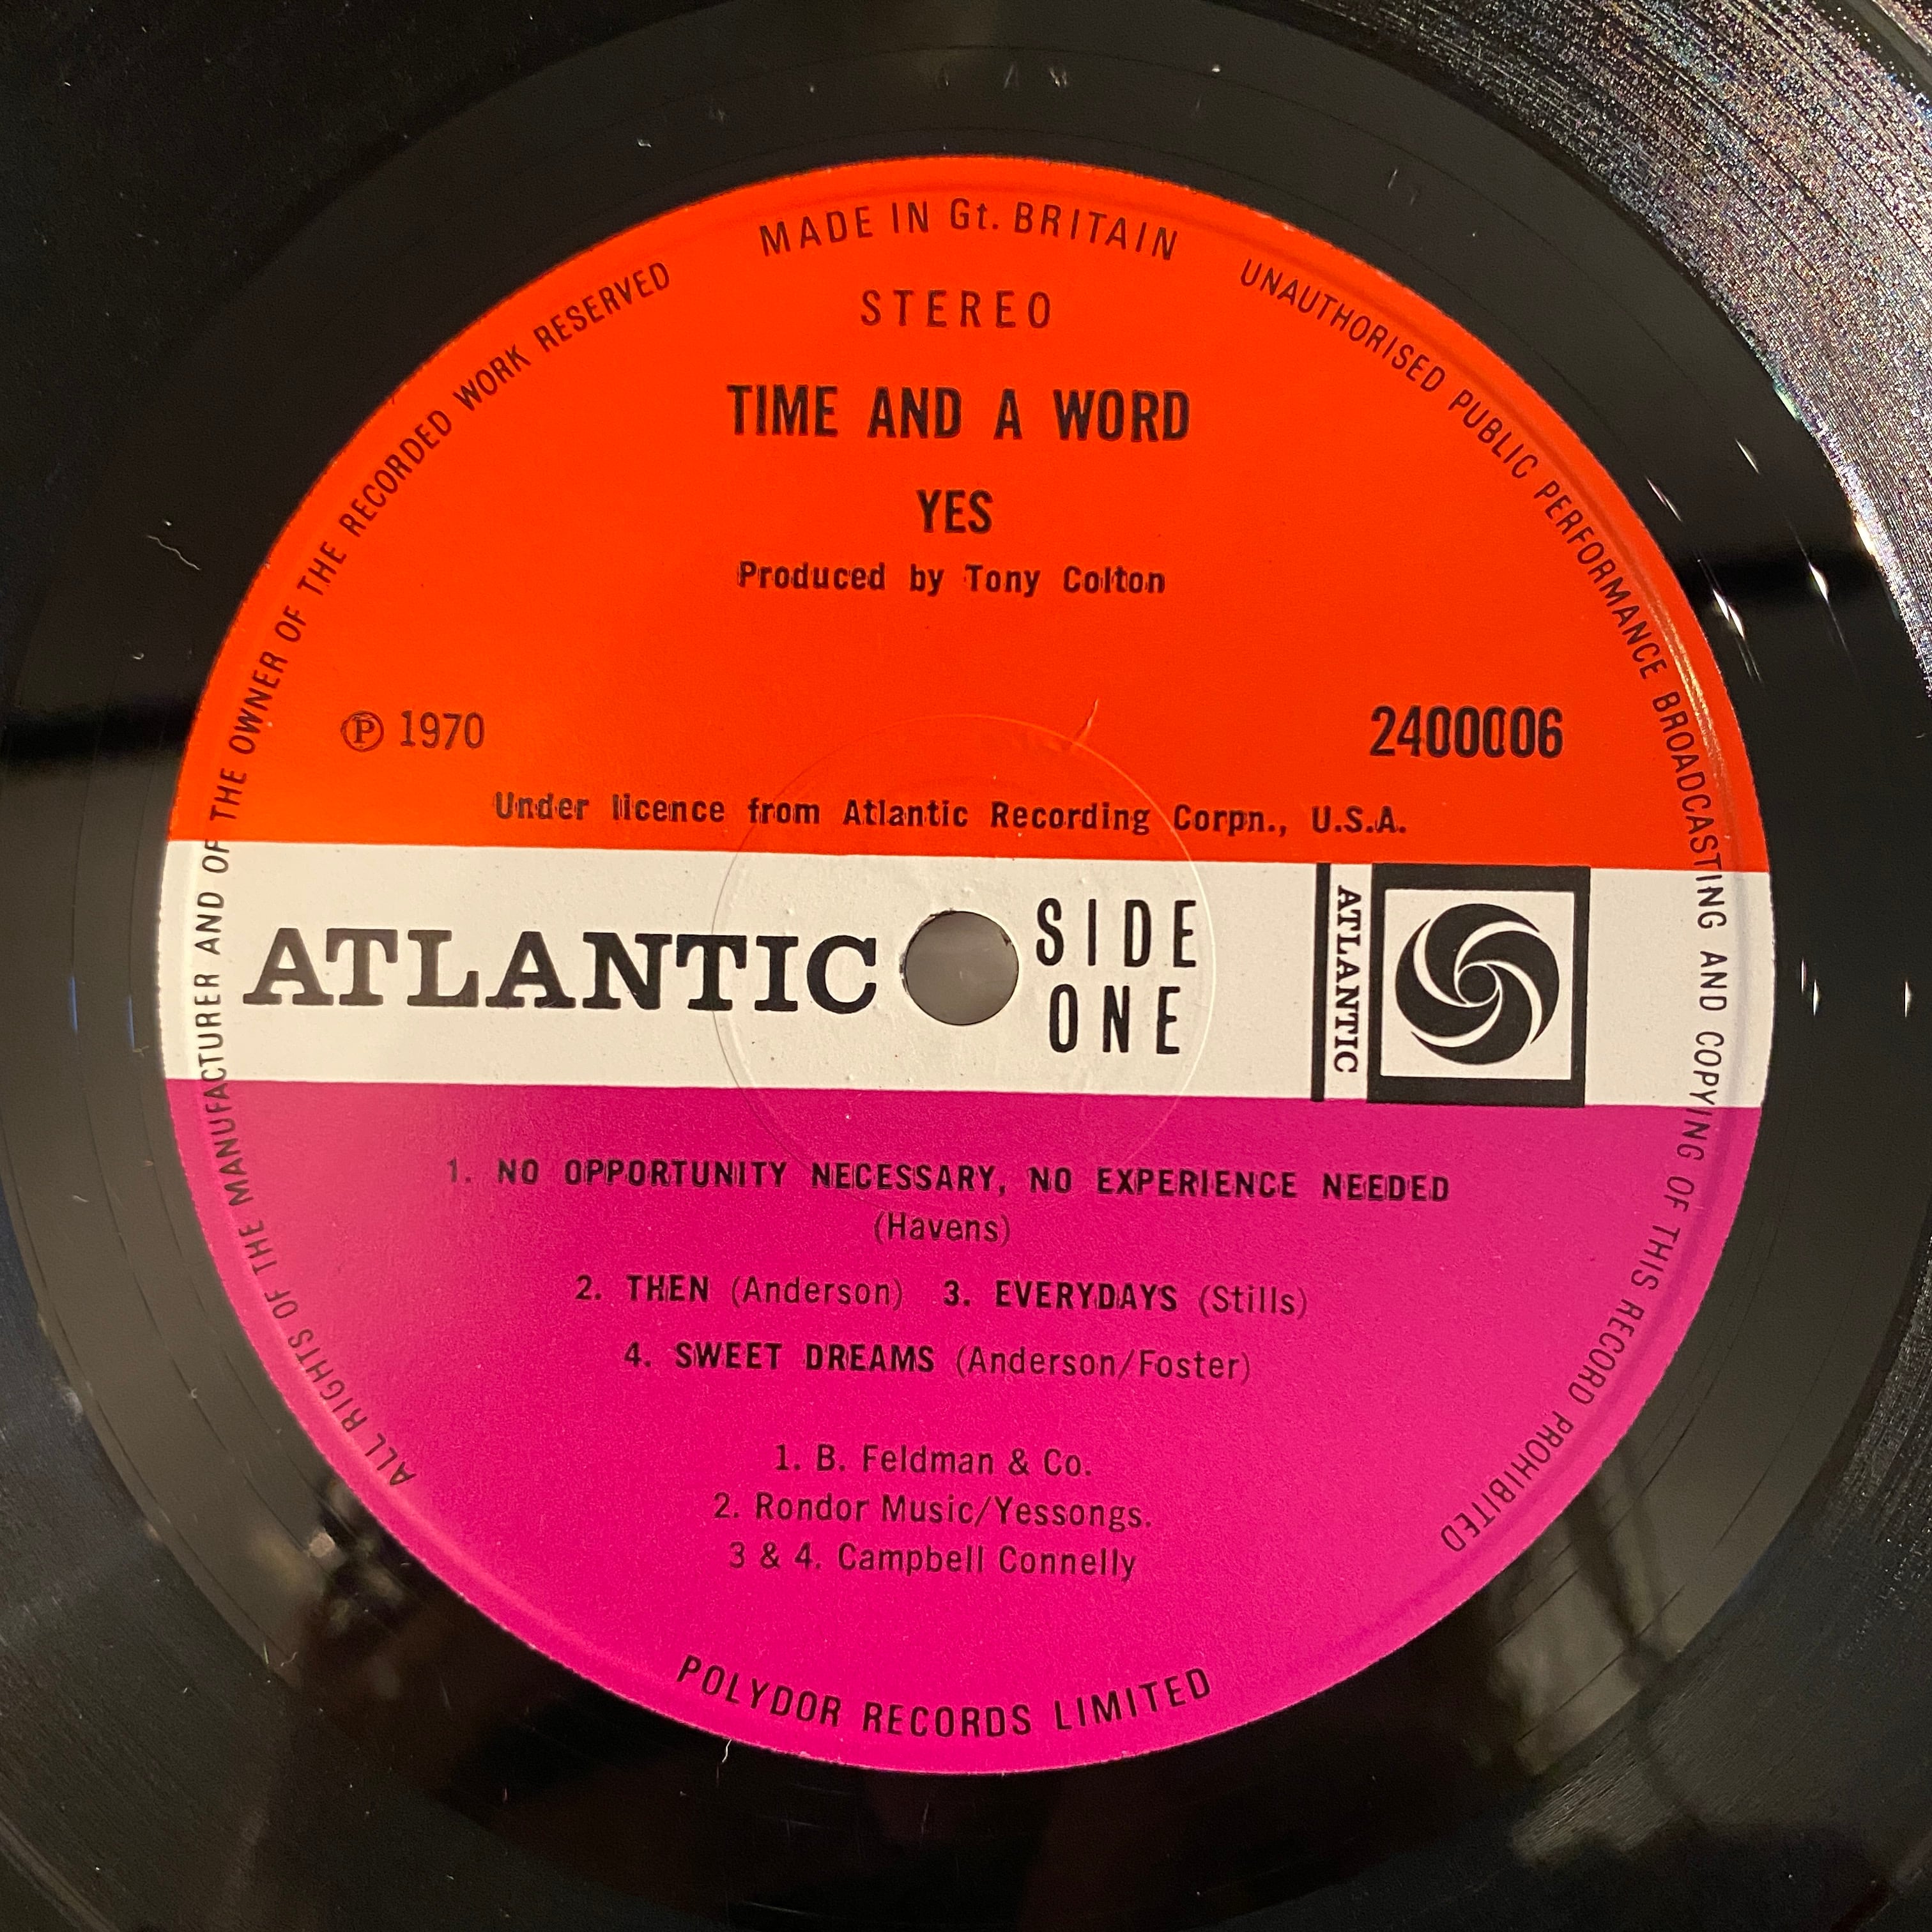 MADE IN Gt. BRITAIN
UNAUTHORISED PUBLIC PERFORMANCE BROADCASTING AND COPYING OF THIS RECORD PROHIBITED
ALL RIGHTS OF THE MANUFACTURER AND OF THE OWNER OF THE RECORDED WORK RESERVED
STEREO
TIME AND A WORD
YES
Produced by Tony Colton
℗ 1970
2400006
Under licence from Atlantic Recording Corpn., U.S.A.
ATLANTIC
SIDE
ONE
ATLANTIC
1. NO OPPORTUNITY NECESSARY, NO EXPERIENCE NEEDED
(Havens)
2. THEN (Anderson) 3. EVERYDAYS (Stills)
4. SWEET DREAMS (Anderson/Foster)
1. B. Feldman & Co.
2. Rondor Music/Yessongs.
3 & 4. Campbell Connelly
POLYDOR RECORDS LIMITED